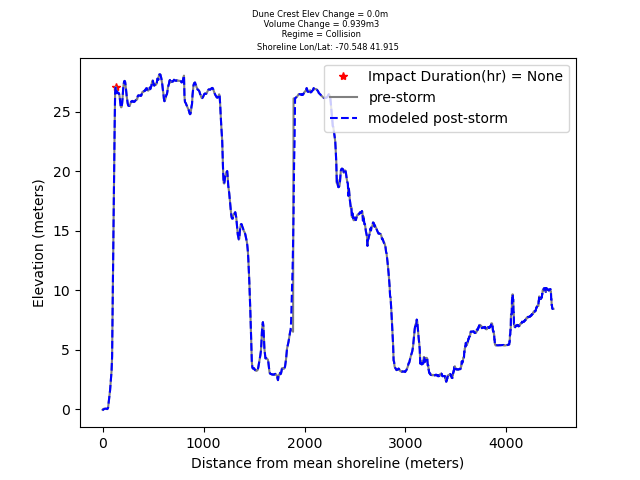 Dune Crest Elev Change = 0.0m
Volume Change = 0.939m3
Regime = Collision
Shoreline Lon/Lat: -70.548 41.915
Impact Duration(hr) = None
pre-storm
modeled post-storm
25
20
15
10
5
0
Elevation (meters)
0 1000 2000 3000 4000
Distance from mean shoreline (meters)